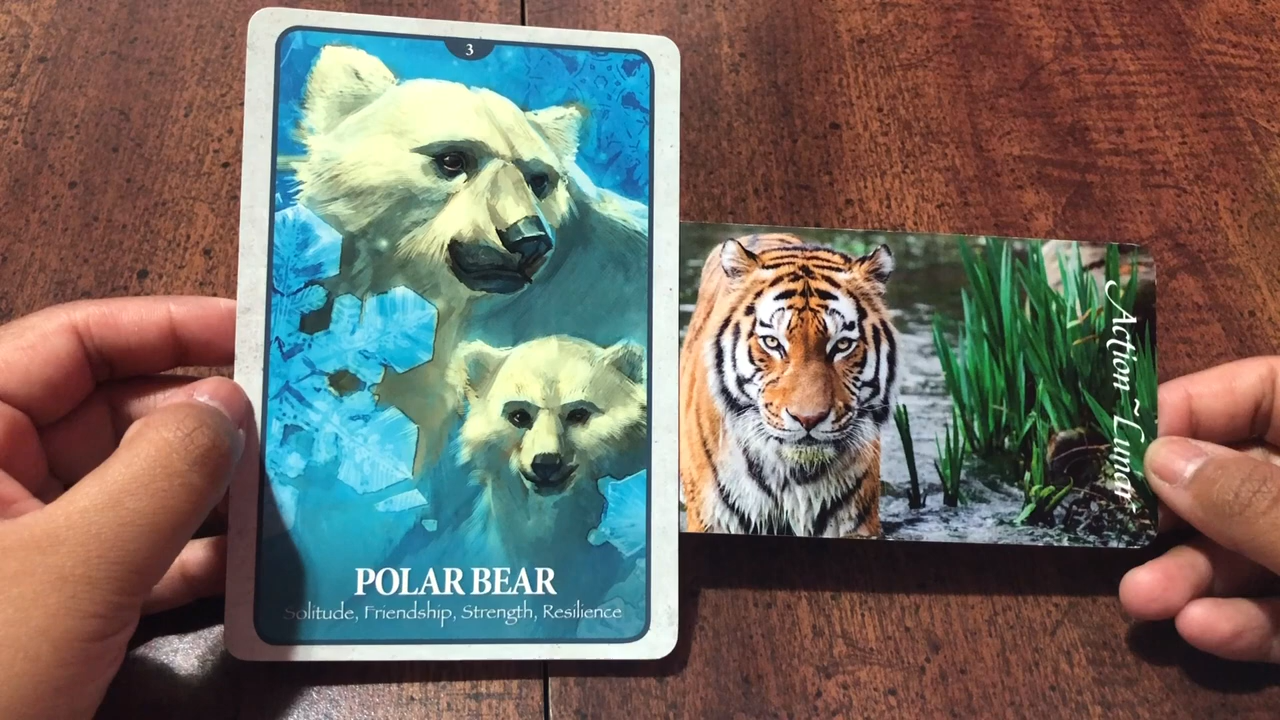 3
POLAR BEAR
Solitude, Friendship, Strength, Resilience
Action ~ Lunar